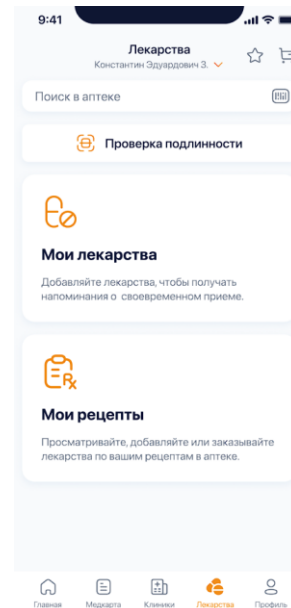 9:41
Лекарства
Константин Эдуардович З.
Поиск в аптеке
Проверка подлинности
Мои лекарства
Добавляйте лекарства, чтобы получать
напоминания о своевременном приеме.
Rx
Мои рецепты
Просматривайте, добавляйте или заказывайте
лекарства по вашим рецептам в аптеке.
Главная Медкарта Клиники Лекарства Профиль